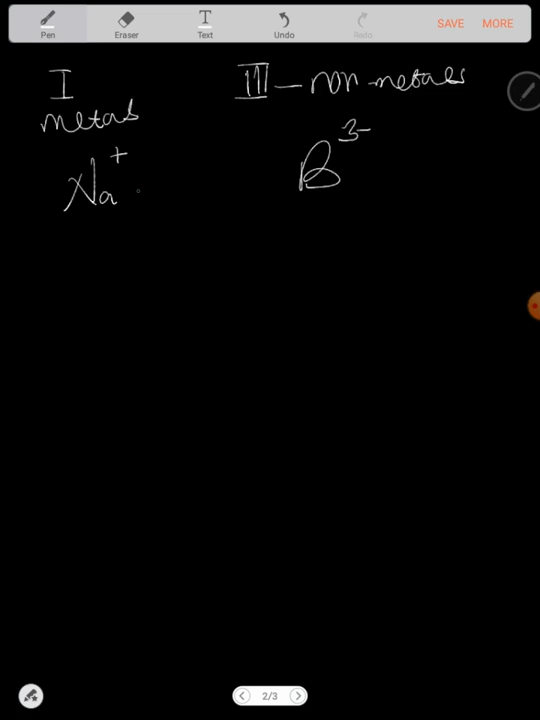 Pen Eraser Text Undo Redo SAVE MORE
I III - non metals
metals
Na+ B3-
2/3